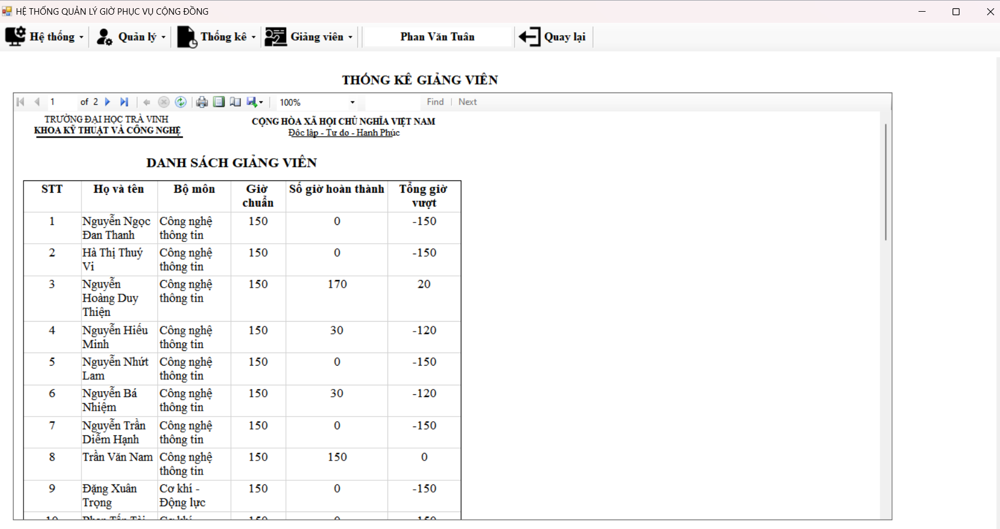 HỆ THỐNG QUẢN LÝ GIỜ PHỤC VỤ CỘNG ĐỒNG
Hệ thống Quản lý Thống kê Giảng viên Phan Văn Tuân Quay lại
THỐNG KÊ GIẢNG VIÊN
1 of 2 100% Find | Next
TRƯỜNG ĐẠI HỌC TRÀ VINH
KHOA KỸ THUẬT VÀ CÔNG NGHỆ
CỘNG HÒA XÃ HỘI CHỦ NGHĨA VIỆT NAM
Độc lập - Tự do - Hạnh Phúc
DANH SÁCH GIẢNG VIÊN
STT Họ và tên Bộ môn Giờ chuẩn Số giờ hoàn thành Tổng giờ vượt
1 Nguyễn Ngọc Đan Thanh Công nghệ thông tin 150 0 -150
2 Hà Thị Thuý Vi Công nghệ thông tin 150 0 -150
3 Nguyễn Hoàng Duy Thiện Công nghệ thông tin 150 170 20
4 Nguyễn Hiếu Minh Công nghệ thông tin 150 30 -120
5 Nguyễn Nhứt Lam Công nghệ thông tin 150 0 -150
6 Nguyễn Bá Nhiệm Công nghệ thông tin 150 30 -120
7 Nguyễn Trần Diễm Hạnh Công nghệ thông tin 150 0 -150
8 Trần Văn Nam Công nghệ thông tin 150 150 0
9 Đặng Xuân Trọng Cơ khí - Động lực 150 0 -150
10 Phan Tấn Tài Cơ khí 150 0 -150